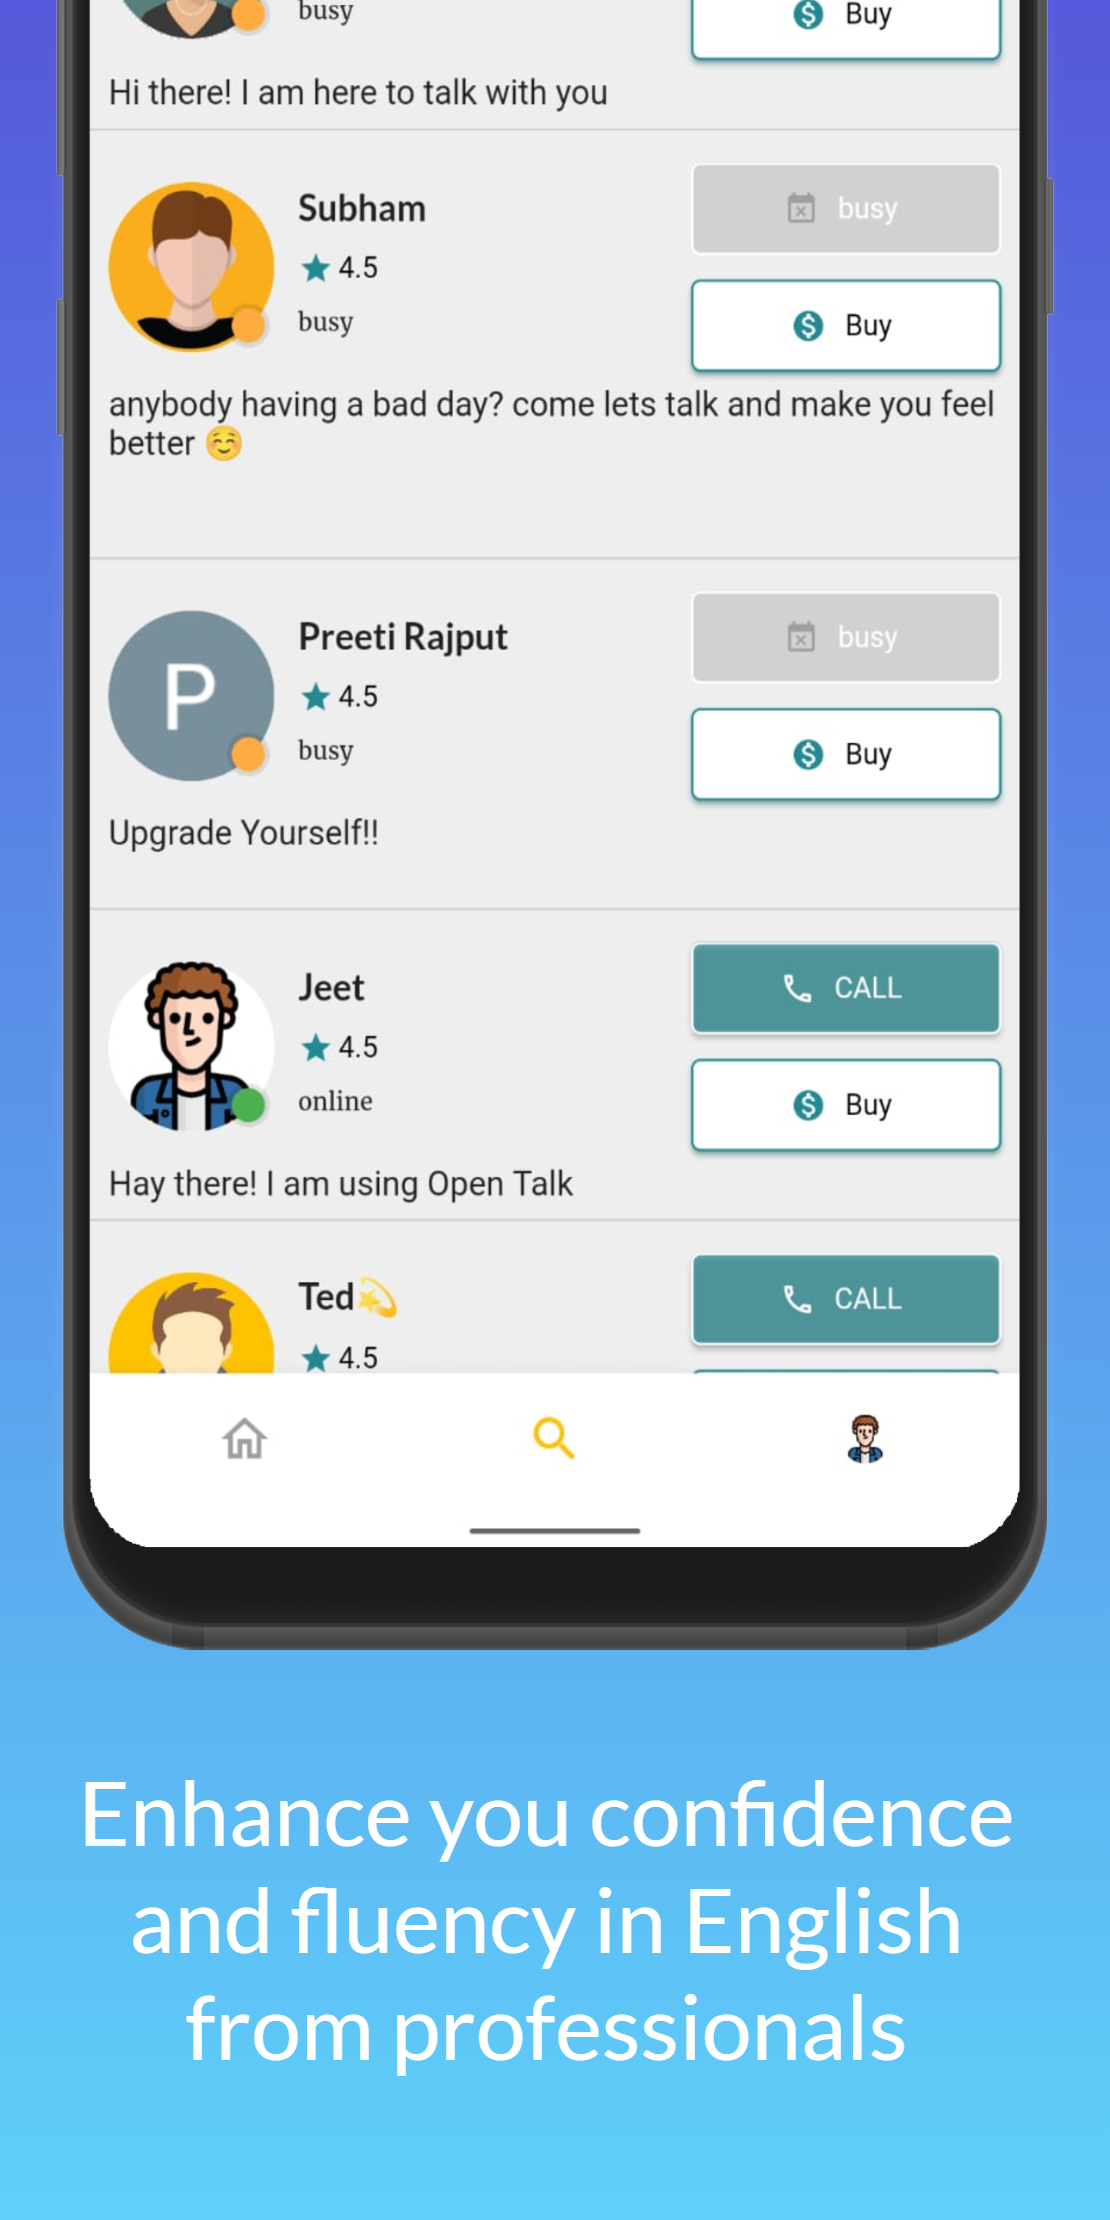 busy
Buy
Hi there! I am here to talk with you
Subham
busy
4.5
busy
Buy
anybody having a bad day? come lets talk and make you feel
better ☺️
P
Preeti Rajput
busy
4.5
busy
Buy
Upgrade Yourself!!
Jeet
CALL
4.5
online
Buy
Hay there! I am using Open Talk
Ted💫
CALL
4.5
Enhance you confidence
and fluency in English
from professionals